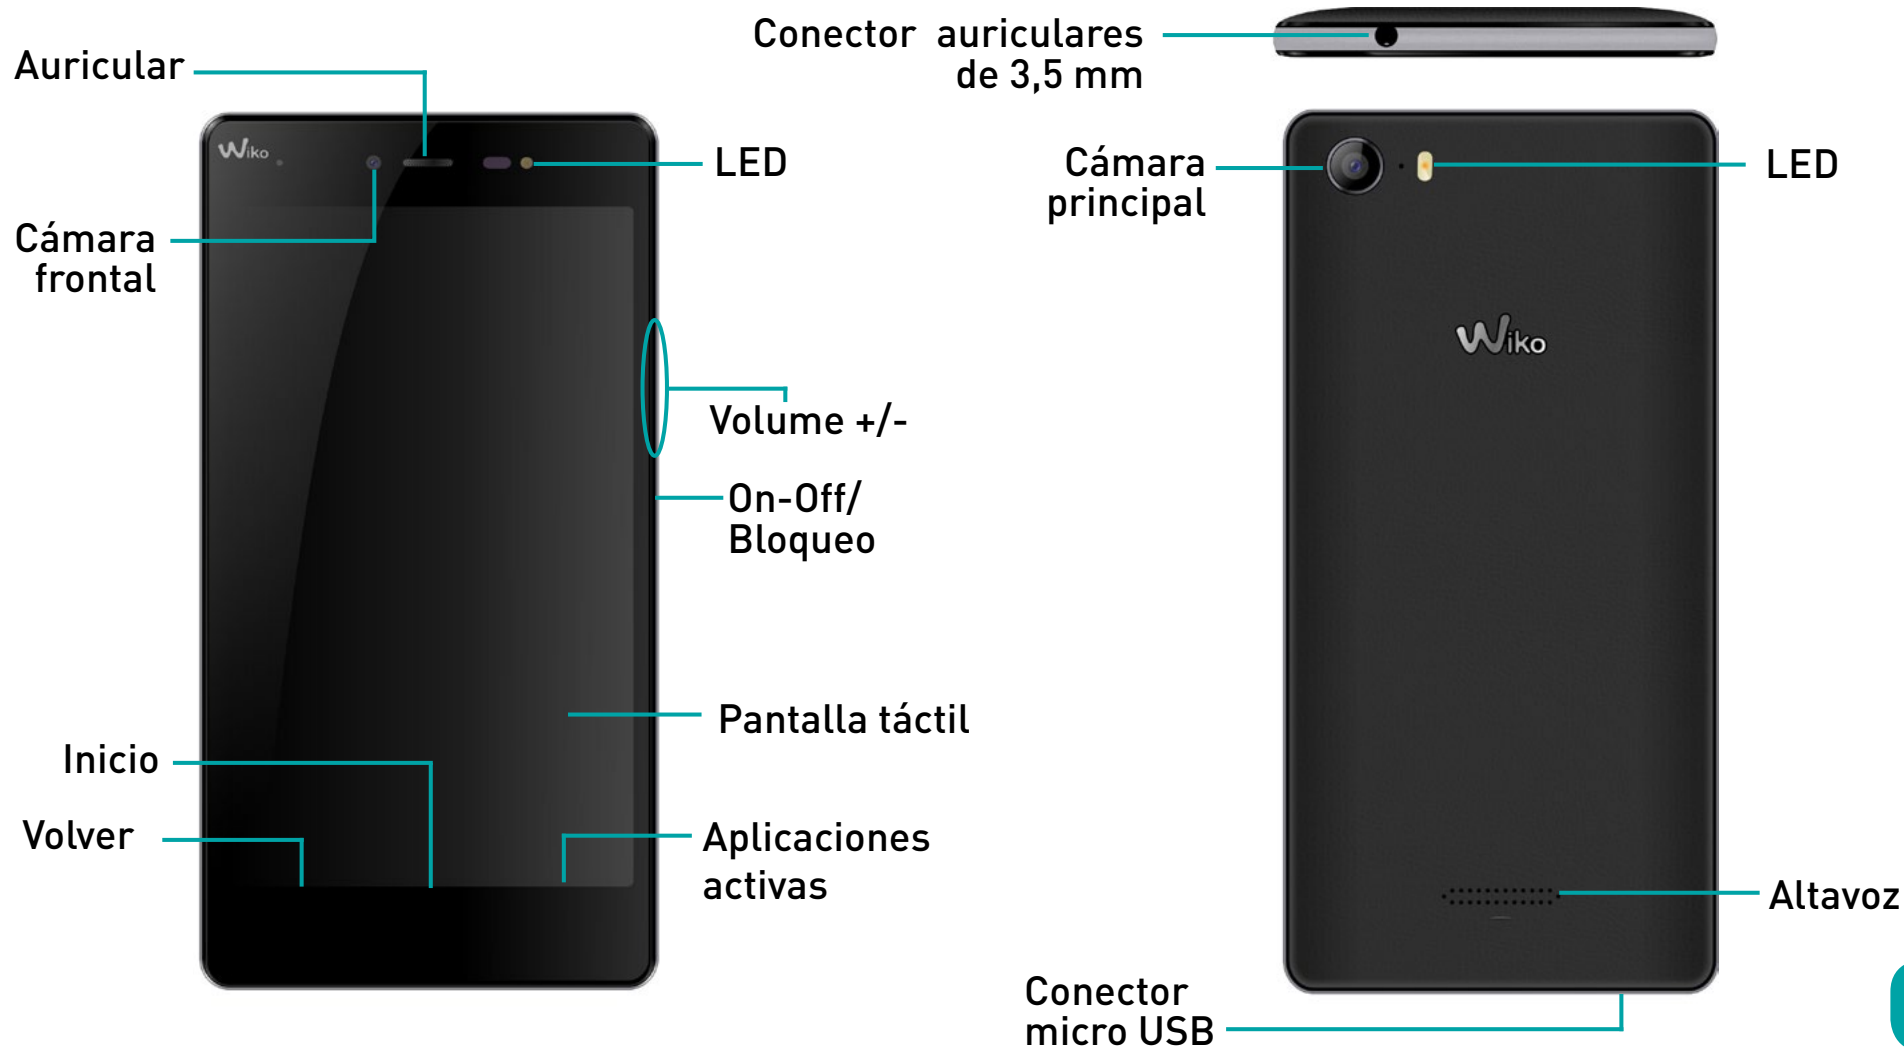 Auricular
Wiko
LED
Cámara
frontal
Volume +/-
On-Off/
Bloqueo
Pantalla táctil
Inicio
Volver
Aplicaciones
activas
Conector auriculares
de 3,5 mm
Cámara
principal
LED
Wiko
Altavoz
Conector
micro USB